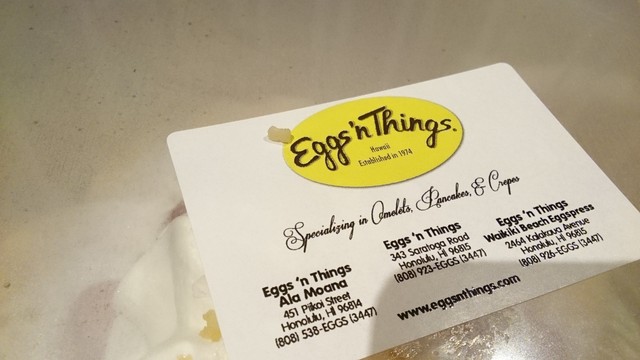 Eggs 'n Things.
Hawaii
Established in 1974
Specializing in Omelets, Pancakes, & Crepes
Eggs 'n Things
Ala Moana
451 Piikoi Street
Honolulu, HI 96814
(808) 538-EGGS (3447)
Eggs 'n Things
343 Saratoga Road
Honolulu, HI 96815
(808) 923-EGGS (3447)
Eggs 'n Things
Waikiki Beach Eggspress
2464 Kalakaua Avenue
Honolulu, HI 96815
(808) 926-EGGS (3447)
www.eggsnthings.com